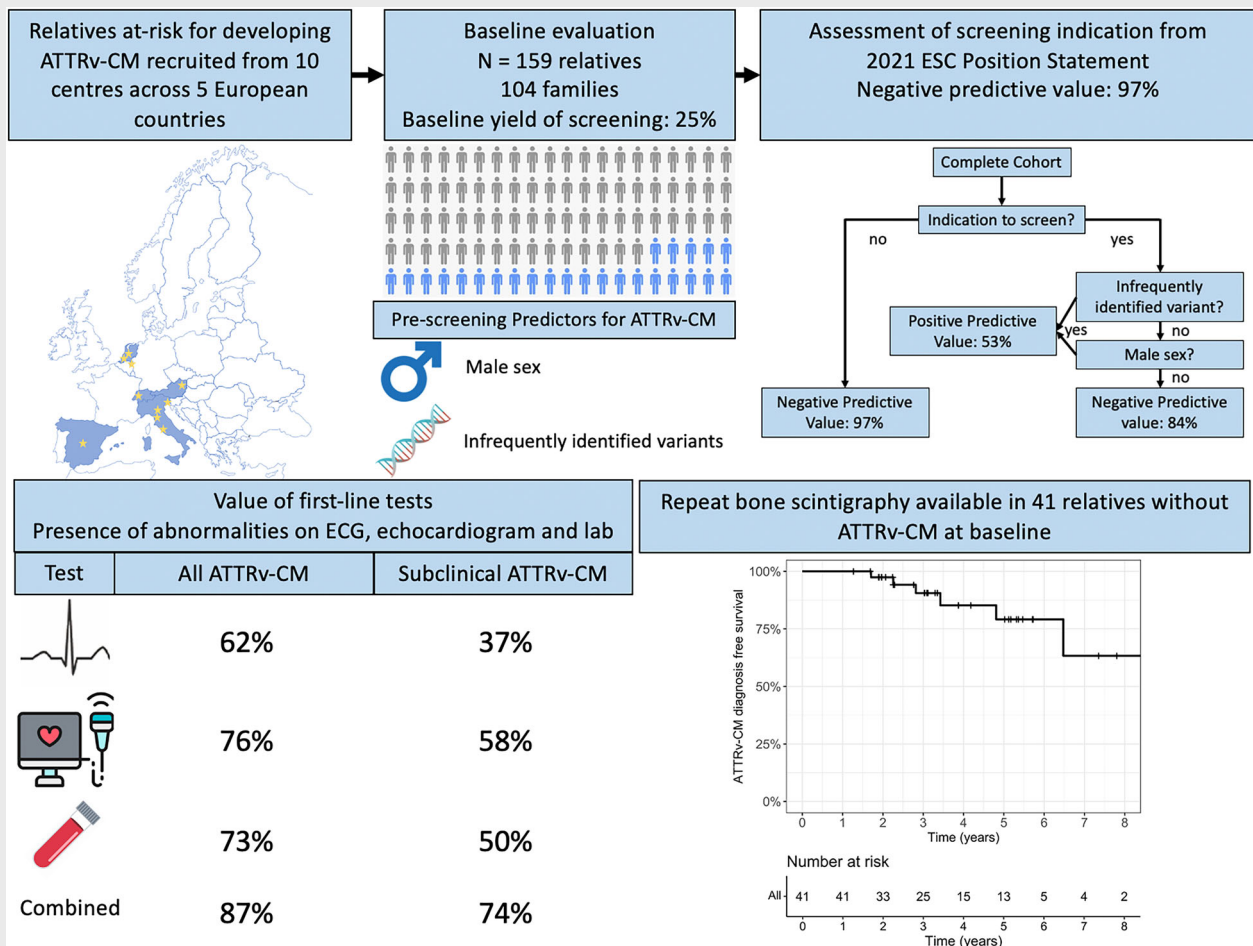 Relatives at-risk for developing
ATTRv-CM recruited from 10
centres across 5 European
countries
Baseline evaluation
N = 159 relatives
104 families
Baseline yield of screening: 25%
Assessment of screening indication from
2021 ESC Position Statement
Negative predictive value: 97%
Pre-screening Predictors for ATTRv-CM
Male sex
Infrequently identified variants
Complete Cohort
Indication to screen?
no
yes
Infrequently
identified variant?
Positive Predictive
Value: 53%
yes
no
Male sex?
no
Negative Predictive
Value: 97%
Negative Predictive
value: 84%
Value of first-line tests
Presence of abnormalities on ECG, echocardiogram and lab
Test
All ATTRv-CM
Subclinical ATTRv-CM
62%
37%
76%
58%
73%
50%
Combined
87%
74%
Repeat bone scintigraphy available in 41 relatives without
ATTRv-CM at baseline
ATTRv-CM diagnosis free survival
100%
75%
50%
25%
0%
0 1 2 3 4 5 6 7 8
Time (years)
Number at risk
All 41 41 33 25 15 13 5 4 2
0 1 2 3 4 5 6 7 8
Time (years)